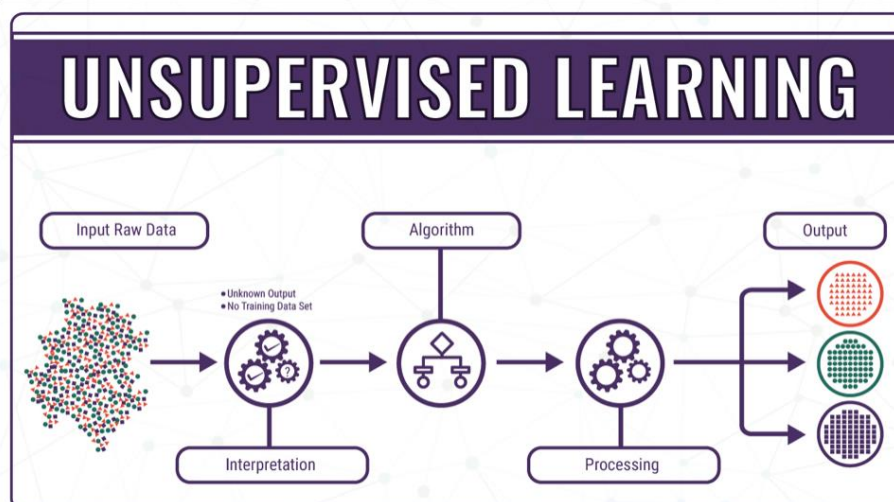 UNSUPERVISED LEARNING
Input Raw Data
Algorithm
Output
• Unknown Output
• No Training Data Set
?
Interpretation
Processing